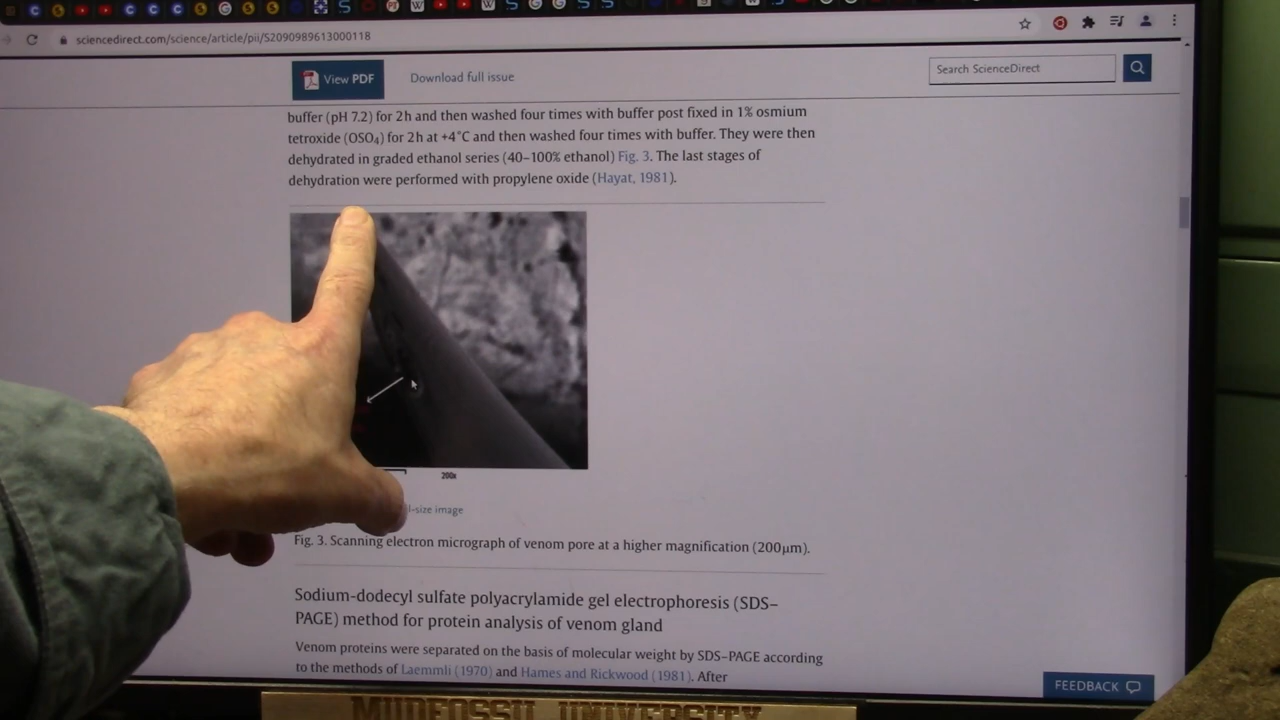 sciencedirect.com/science/article/pii/S2090989613000118
View PDF
Download full issue
Search ScienceDirect
buffer (pH 7.2) for 2h and then washed four times with buffer post fixed in 1% osmium
tetroxide (OSO4) for 2h at +4°C and then washed four times with buffer. They were then
dehydrated in graded ethanol series (40–100% ethanol) Fig. 3. The last stages of
dehydration were performed with propylene oxide (Hayat, 1981).
200x
l-size image
Fig. 3. Scanning electron micrograph of venom pore at a higher magnification (200μm).
Sodium-dodecyl sulfate polyacrylamide gel electrophoresis (SDS–
PAGE) method for protein analysis of venom gland
Venom proteins were separated on the basis of molecular weight by SDS–PAGE according
to the methods of Laemmli (1970) and Hames and Rickwood (1981). After
FEEDBACK
MUDFOSSIL UNIVERSITY